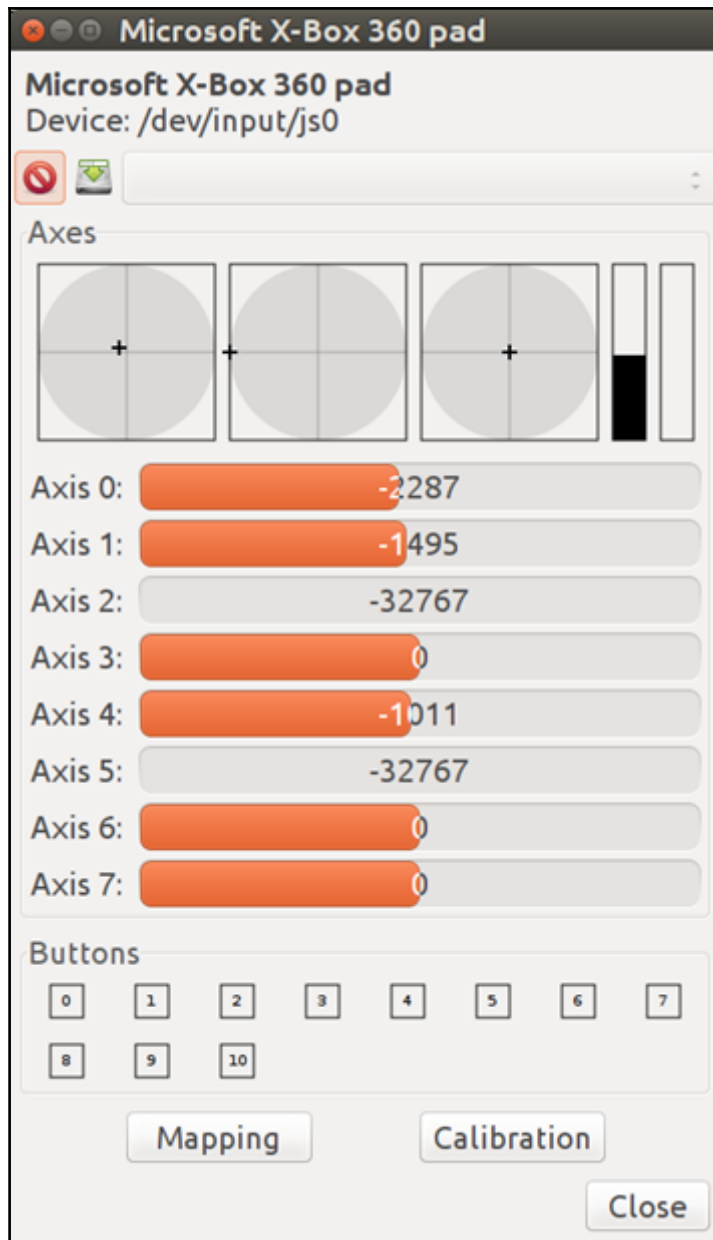 Microsoft X-Box 360 pad
Microsoft X-Box 360 pad
Device: /dev/input/js0
Axes
Axis 0: -2287
Axis 1: -1495
Axis 2: -32767
Axis 3: 0
Axis 4: -1011
Axis 5: -32767
Axis 6: 0
Axis 7: 0
Buttons
0 1 2 3 4 5 6 7
8 9 10
Mapping Calibration
Close